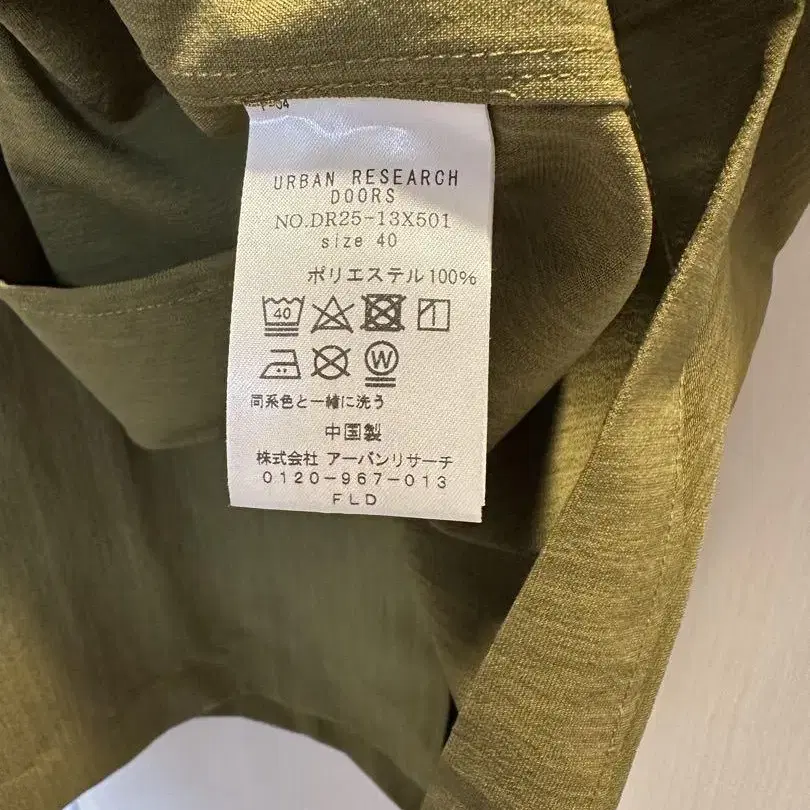 URBAN RESEARCH
DOORS
NO.DR25-13X501
size 40
ポリエステル100%
40
W
同系色と一緒に洗う
中国製
株式会社 アーバンリサーチ
0120-967-013
FLD